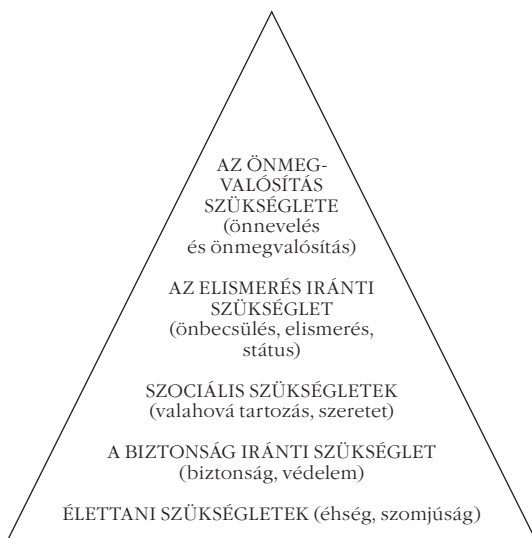 AZ ÖNMEG-
VALÓSÍTÁS
SZÜKSÉGLETE
(önnevelés
és önmegvalósítás)
AZ ELISMERÉS IRÁNTI
SZÜKSÉGLET
(önbecsülés, elismerés,
státus)
SZOCIÁLIS SZÜKSÉGLETEK
(valahová tartozás, szeretet)
A BIZTONSÁG IRÁNTI SZÜKSÉGLET
(biztonság, védelem)
ÉLETTANI SZÜKSÉGLETEK (éhség, szomjúság)